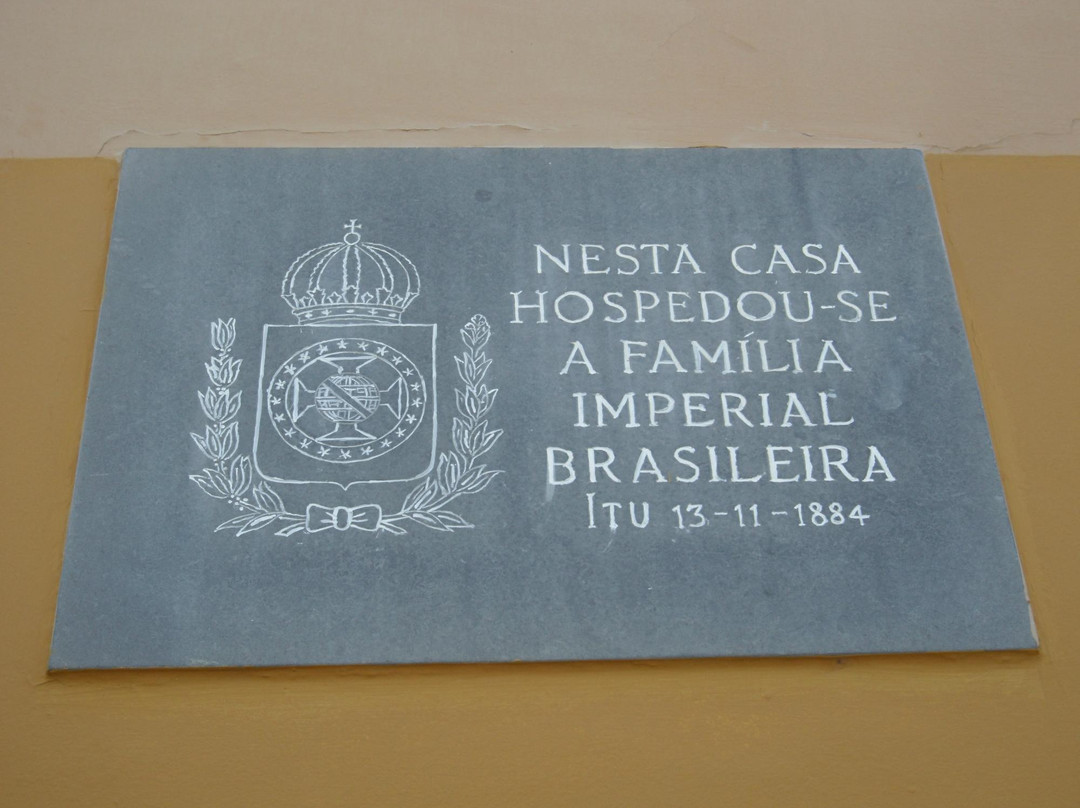 NESTA CASA
HOSPEDOU-SE
A FAMÍLIA
IMPERIAL
BRASILEIRA
ITU 13-11-1884